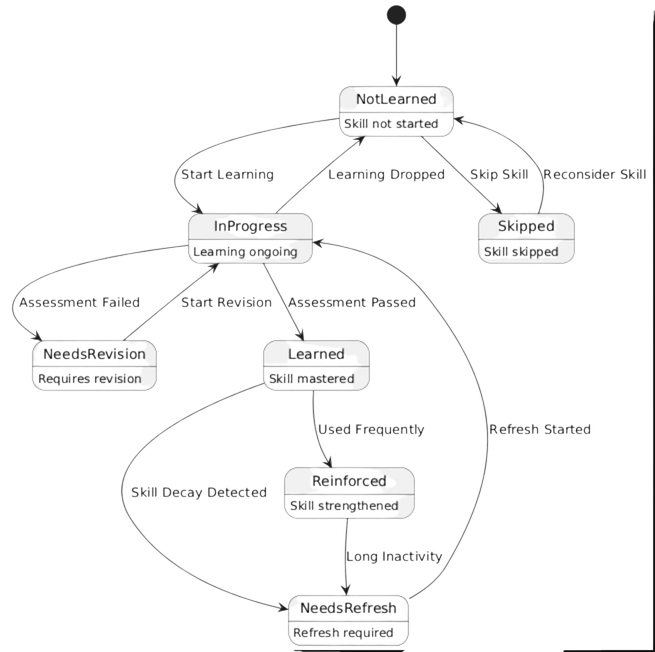 NotLearned
Skill not started
Start Learning
Learning Dropped
Skip Skill
Reconsider Skill
InProgress
Learning ongoing
Skipped
Skill skipped
Assessment Failed
Start Revision
Assessment Passed
NeedsRevision
Requires revision
Learned
Skill mastered
Used Frequently
Refresh Started
Reinforced
Skill strengthened
Skill Decay Detected
Long Inactivity
NeedsRefresh
Refresh required